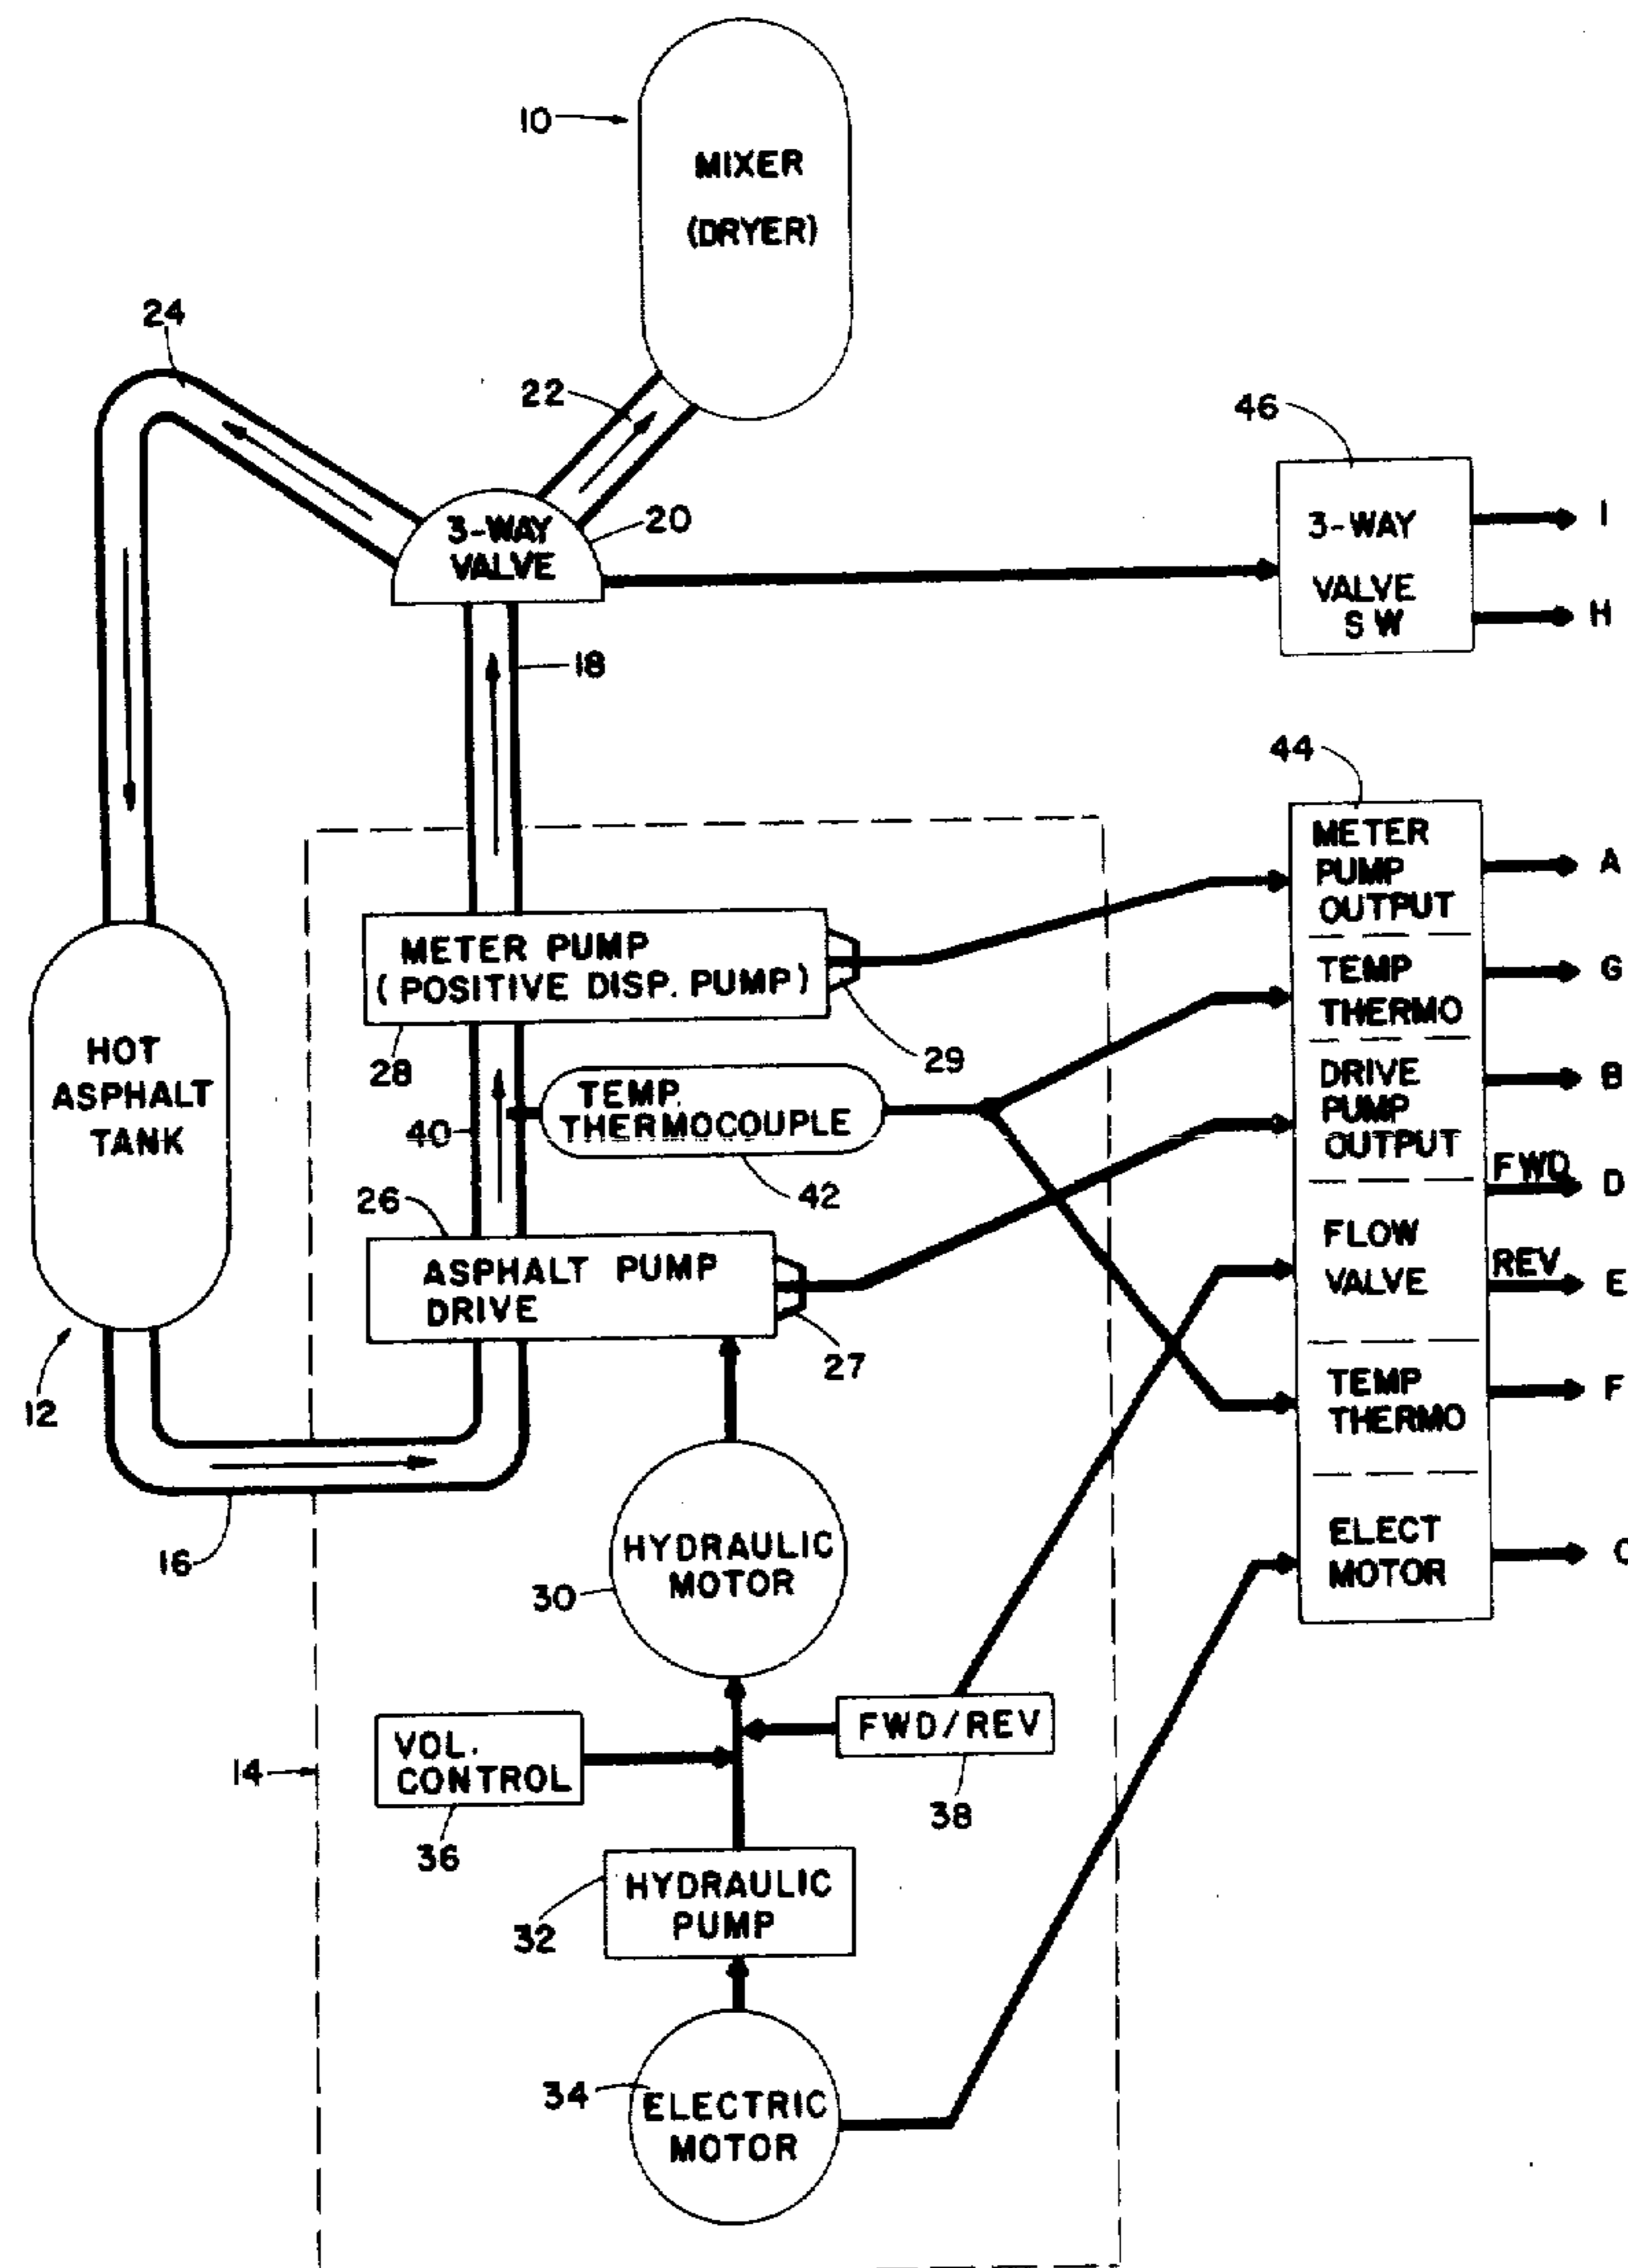 10
MIXER
(DRYER)
24
22
46
3-WAY
VALVE
20
3-WAY
VALVE
SW
I
H
18
44
METER
PUMP
OUTPUT
A
METER PUMP
(POSITIVE DISP. PUMP)
TEMP
THERMO
G
28
29
HOT
ASPHALT
TANK
TEMP.
THERMOCOUPLE
40
42
DRIVE
PUMP
OUTPUT
B
FWD
D
26
ASPHALT PUMP
DRIVE
27
FLOW
VALVE
REV
E
12
TEMP
THERMO
F
16
HYDRAULIC
MOTOR
30
ELECT
MOTOR
14
VOL.
CONTROL
36
FWD/REV
38
HYDRAULIC
PUMP
32
34
ELECTRIC
MOTOR